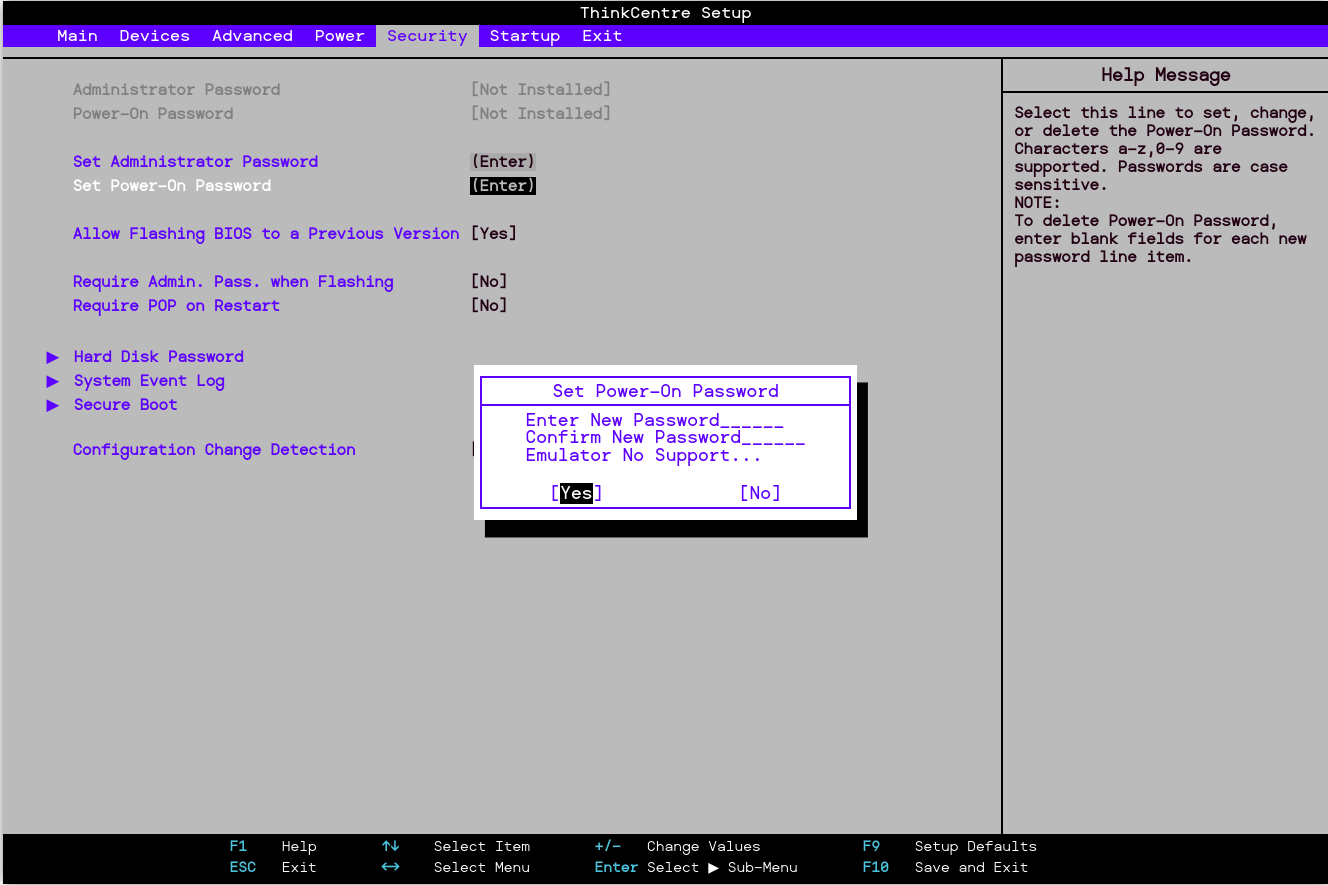 ThinkCentre Setup
Main Devices Advanced Power Security Startup Exit
Administrator Password [Not Installed]
Power-On Password [Not Installed]
Set Administrator Password (Enter)
Set Power-On Password (Enter)
Allow Flashing BIOS to a Previous Version [Yes]
Require Admin. Pass. when Flashing [No]
Require POP on Restart [No]
▶ Hard Disk Password
▶ System Event Log
▶ Secure Boot
Configuration Change Detection [
Set Power-On Password
Enter New Password______
Confirm New Password______
Emulator No Support...
[Yes] [No]
Help Message
Select this line to set, change,
or delete the Power-On Password.
Characters a-z,0-9 are
supported. Passwords are case
sensitive.
NOTE:
To delete Power-On Password,
enter blank fields for each new
password line item.
F1 Help ↑↓ Select Item +/- Change Values F9 Setup Defaults
ESC Exit ↔ Select Menu Enter Select ▶ Sub-Menu F10 Save and Exit